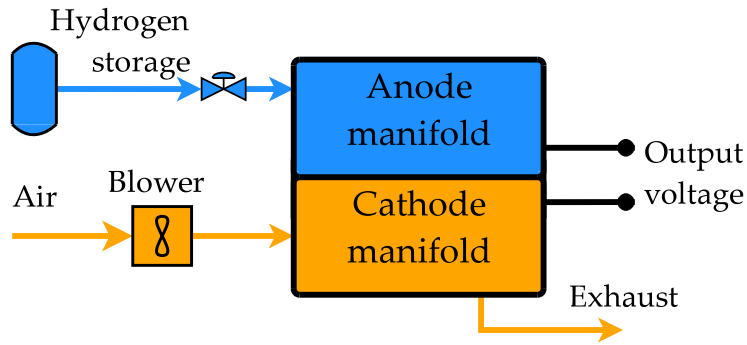 Hydrogen
storage
Anode
manifold
Output
voltage
Air
Blower
Cathode
manifold
Exhaust